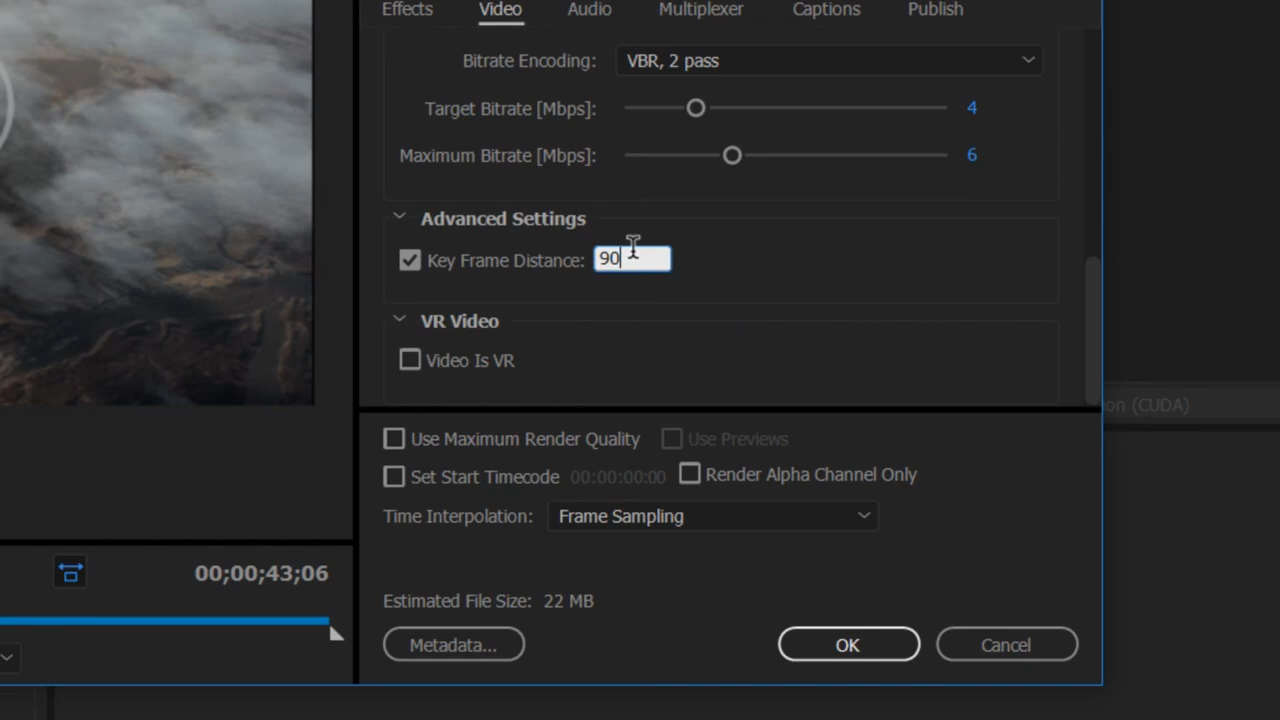 Effects Video Audio Multiplexer Captions Publish
Bitrate Encoding: VBR, 2 pass
Target Bitrate [Mbps]: 4
Maximum Bitrate [Mbps]: 6
Advanced Settings
Key Frame Distance: 90
VR Video
Video Is VR
on (CUDA)
Use Maximum Render Quality Use Previews
Set Start Timecode 00:00:00:00 Render Alpha Channel Only
Time Interpolation: Frame Sampling
00;00;43;06
Estimated File Size: 22 MB
Metadata... OK Cancel